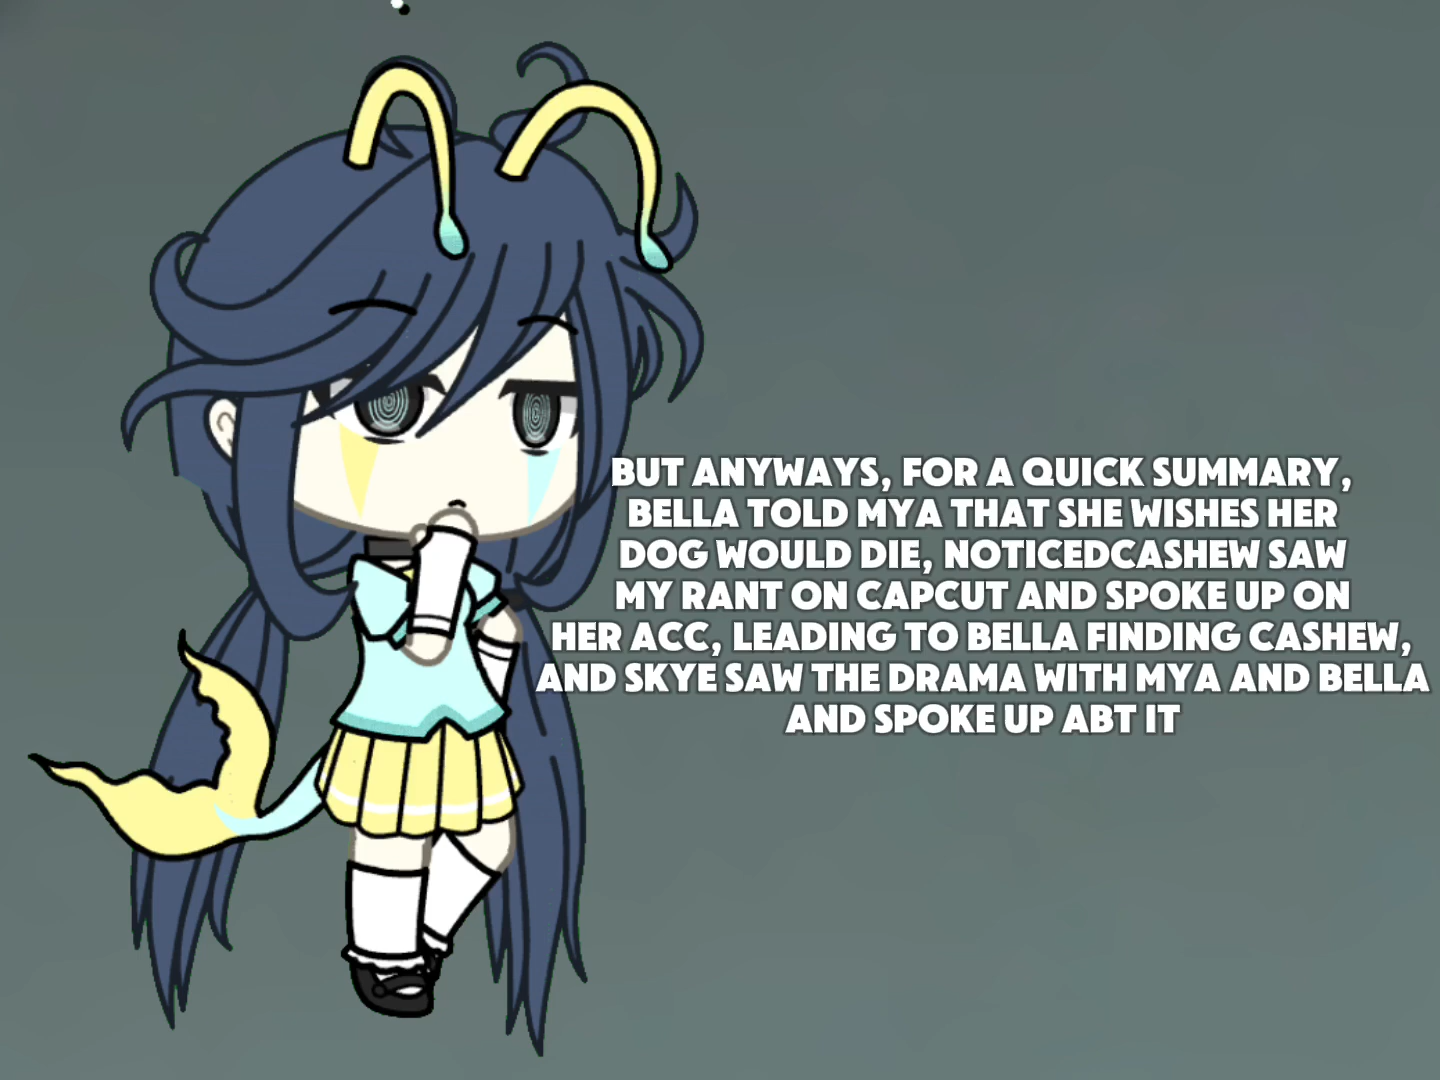 BUT ANYWAYS, FOR A QUICK SUMMARY,
BELLA TOLD MYA THAT SHE WISHES HER
DOG WOULD DIE, NOTICEDCASHEW SAW
MY RANT ON CAPCUT AND SPOKE UP ON
HER ACC, LEADING TO BELLA FINDING CASHEW,
AND SKYE SAW THE DRAMA WITH MYA AND BELLA
AND SPOKE UP ABT IT